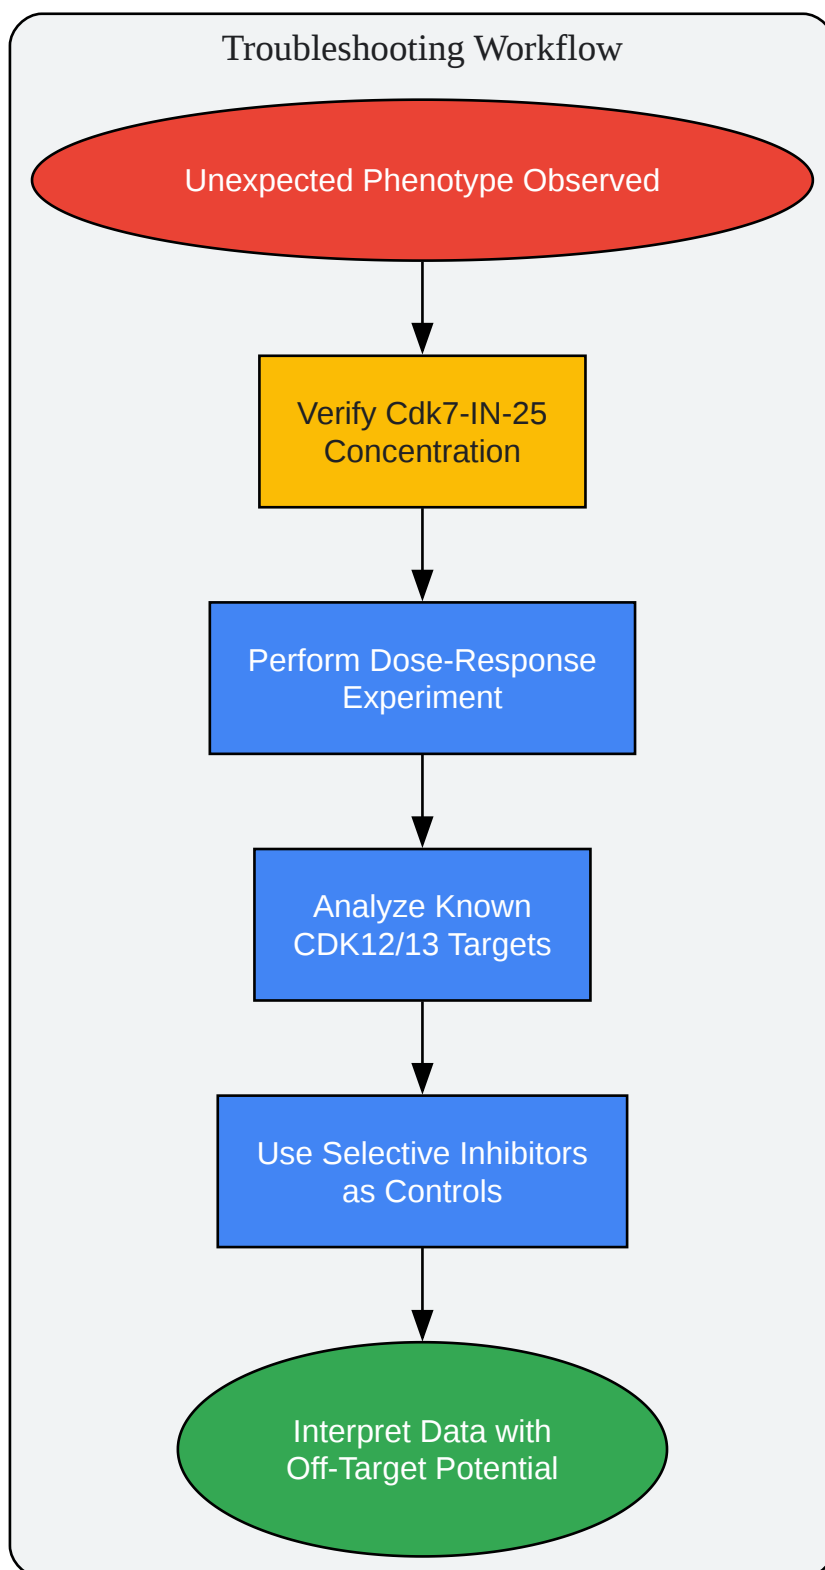 Troubleshooting Workflow
Unexpected Phenotype Observed
Verify Cdk7-IN-25
Concentration
Perform Dose-Response
Experiment
Analyze Known
CDK12/13 Targets
Use Selective Inhibitors
as Controls
Interpret Data with
Off-Target Potential